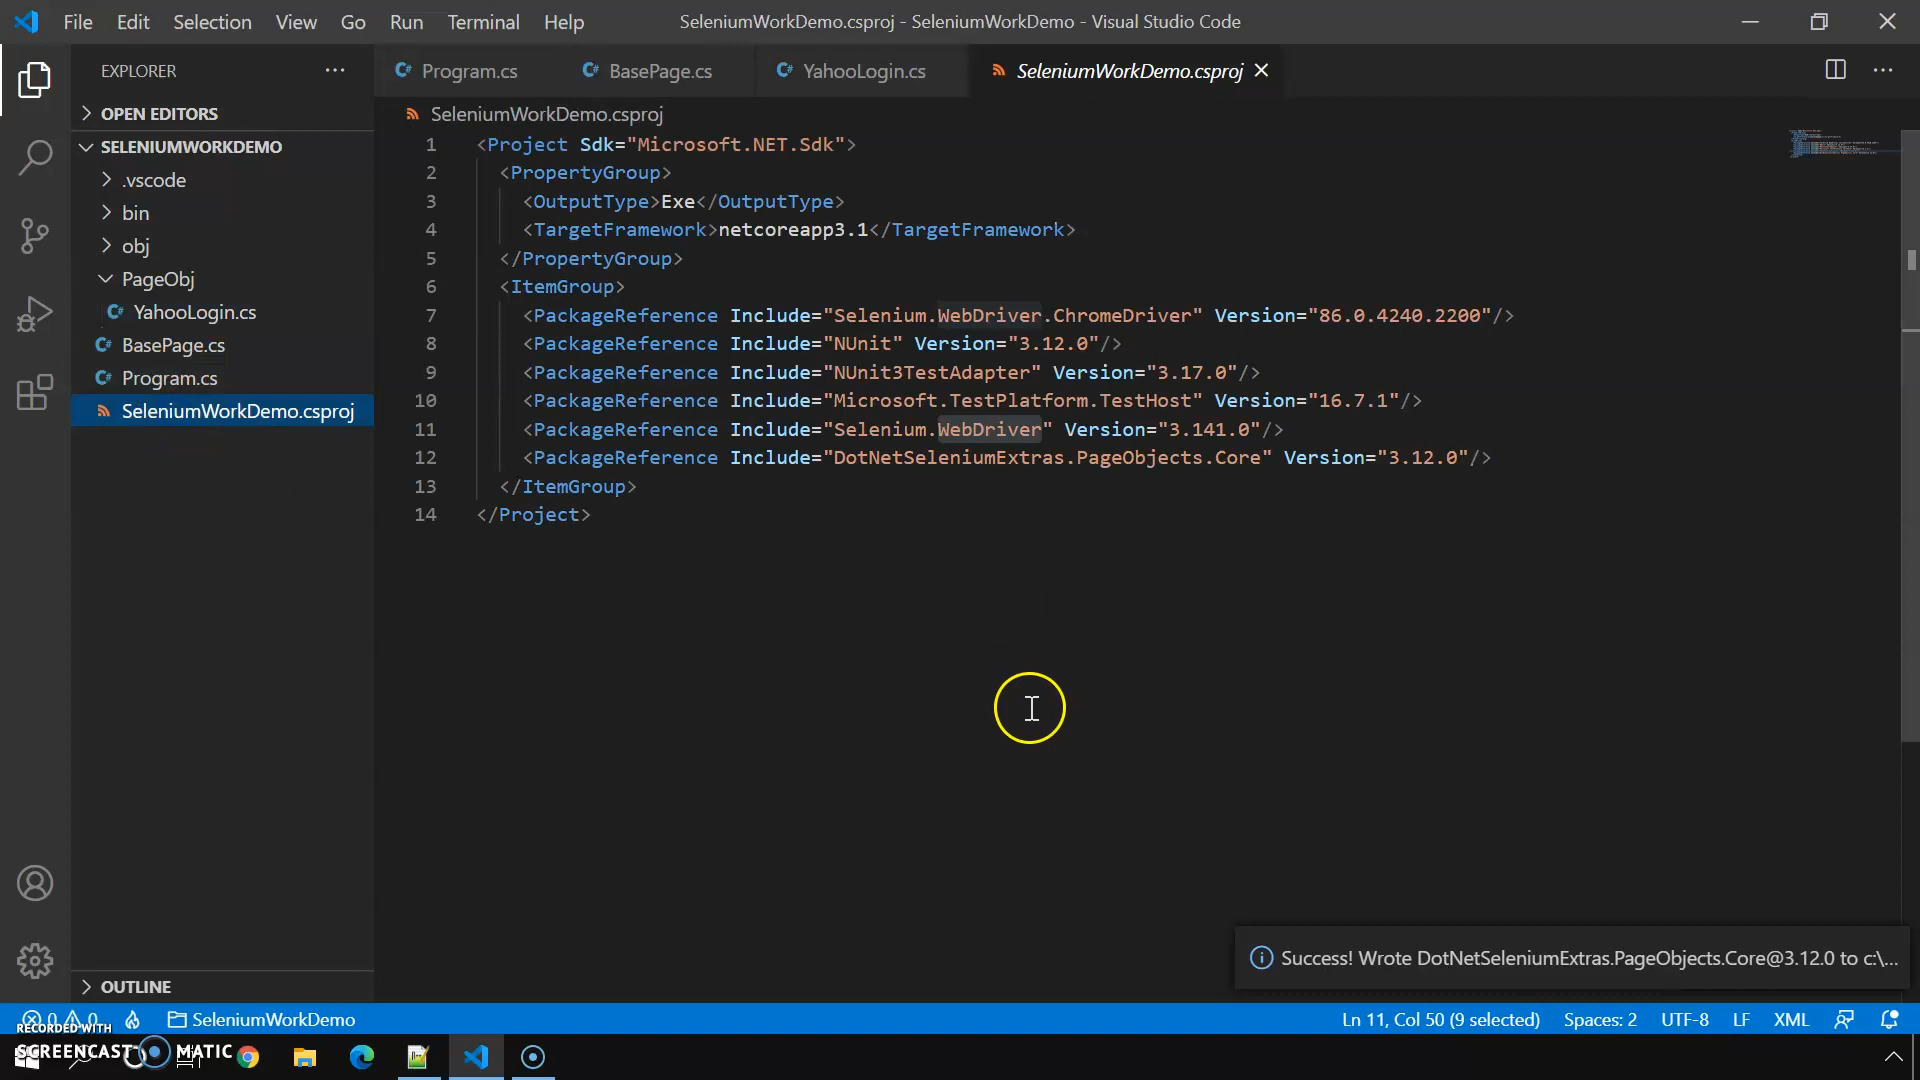 File Edit Selection View Go Run Terminal Help SeleniumWorkDemo.csproj - SeleniumWorkDemo - Visual Studio Code
EXPLORER
OPEN EDITORS
SELENIUMWORKDEMO
.vscode
bin
obj
PageObj
YahooLogin.cs
BasePage.cs
Program.cs
SeleniumWorkDemo.csproj
OUTLINE
Program.cs BasePage.cs YahooLogin.cs SeleniumWorkDemo.csproj
SeleniumWorkDemo.csproj
1 <Project Sdk="Microsoft.NET.Sdk">
2 <PropertyGroup>
3 <OutputType>Exe</OutputType>
4 <TargetFramework>netcoreapp3.1</TargetFramework>
5 </PropertyGroup>
6 <ItemGroup>
7 <PackageReference Include="Selenium.WebDriver.ChromeDriver" Version="86.0.4240.2200"/>
8 <PackageReference Include="NUnit" Version="3.12.0"/>
9 <PackageReference Include="NUnit3TestAdapter" Version="3.17.0"/>
10 <PackageReference Include="Microsoft.TestPlatform.TestHost" Version="16.7.1"/>
11 <PackageReference Include="Selenium.WebDriver" Version="3.141.0"/>
12 <PackageReference Include="DotNetSeleniumExtras.PageObjects.Core" Version="3.12.0"/>
13 </ItemGroup>
14 </Project>
Success! Wrote DotNetSeleniumExtras.PageObjects.Core@3.12.0 to c:\...
0 0 SeleniumWorkDemo Ln 11, Col 50 (9 selected) Spaces: 2 UTF-8 LF XML
RECORDED WITH
SCREENCAST MATIC